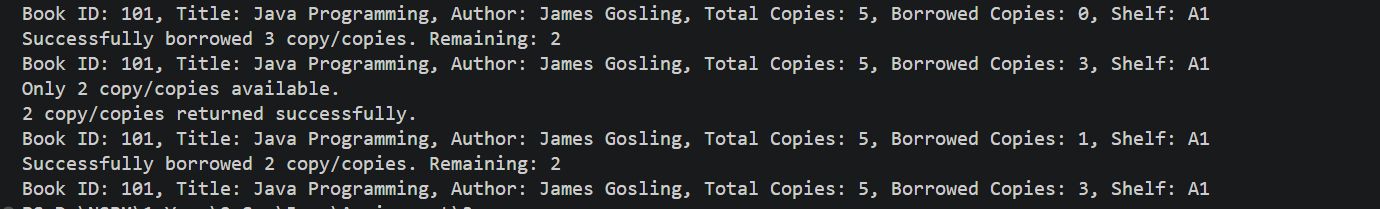 Book ID: 101, Title: Java Programming, Author: James Gosling, Total Copies: 5, Borrowed Copies: 0, Shelf: A1
Successfully borrowed 3 copy/copies. Remaining: 2
Book ID: 101, Title: Java Programming, Author: James Gosling, Total Copies: 5, Borrowed Copies: 3, Shelf: A1
Only 2 copy/copies available.
2 copy/copies returned successfully.
Book ID: 101, Title: Java Programming, Author: James Gosling, Total Copies: 5, Borrowed Copies: 1, Shelf: A1
Successfully borrowed 2 copy/copies. Remaining: 2
Book ID: 101, Title: Java Programming, Author: James Gosling, Total Copies: 5, Borrowed Copies: 3, Shelf: A1